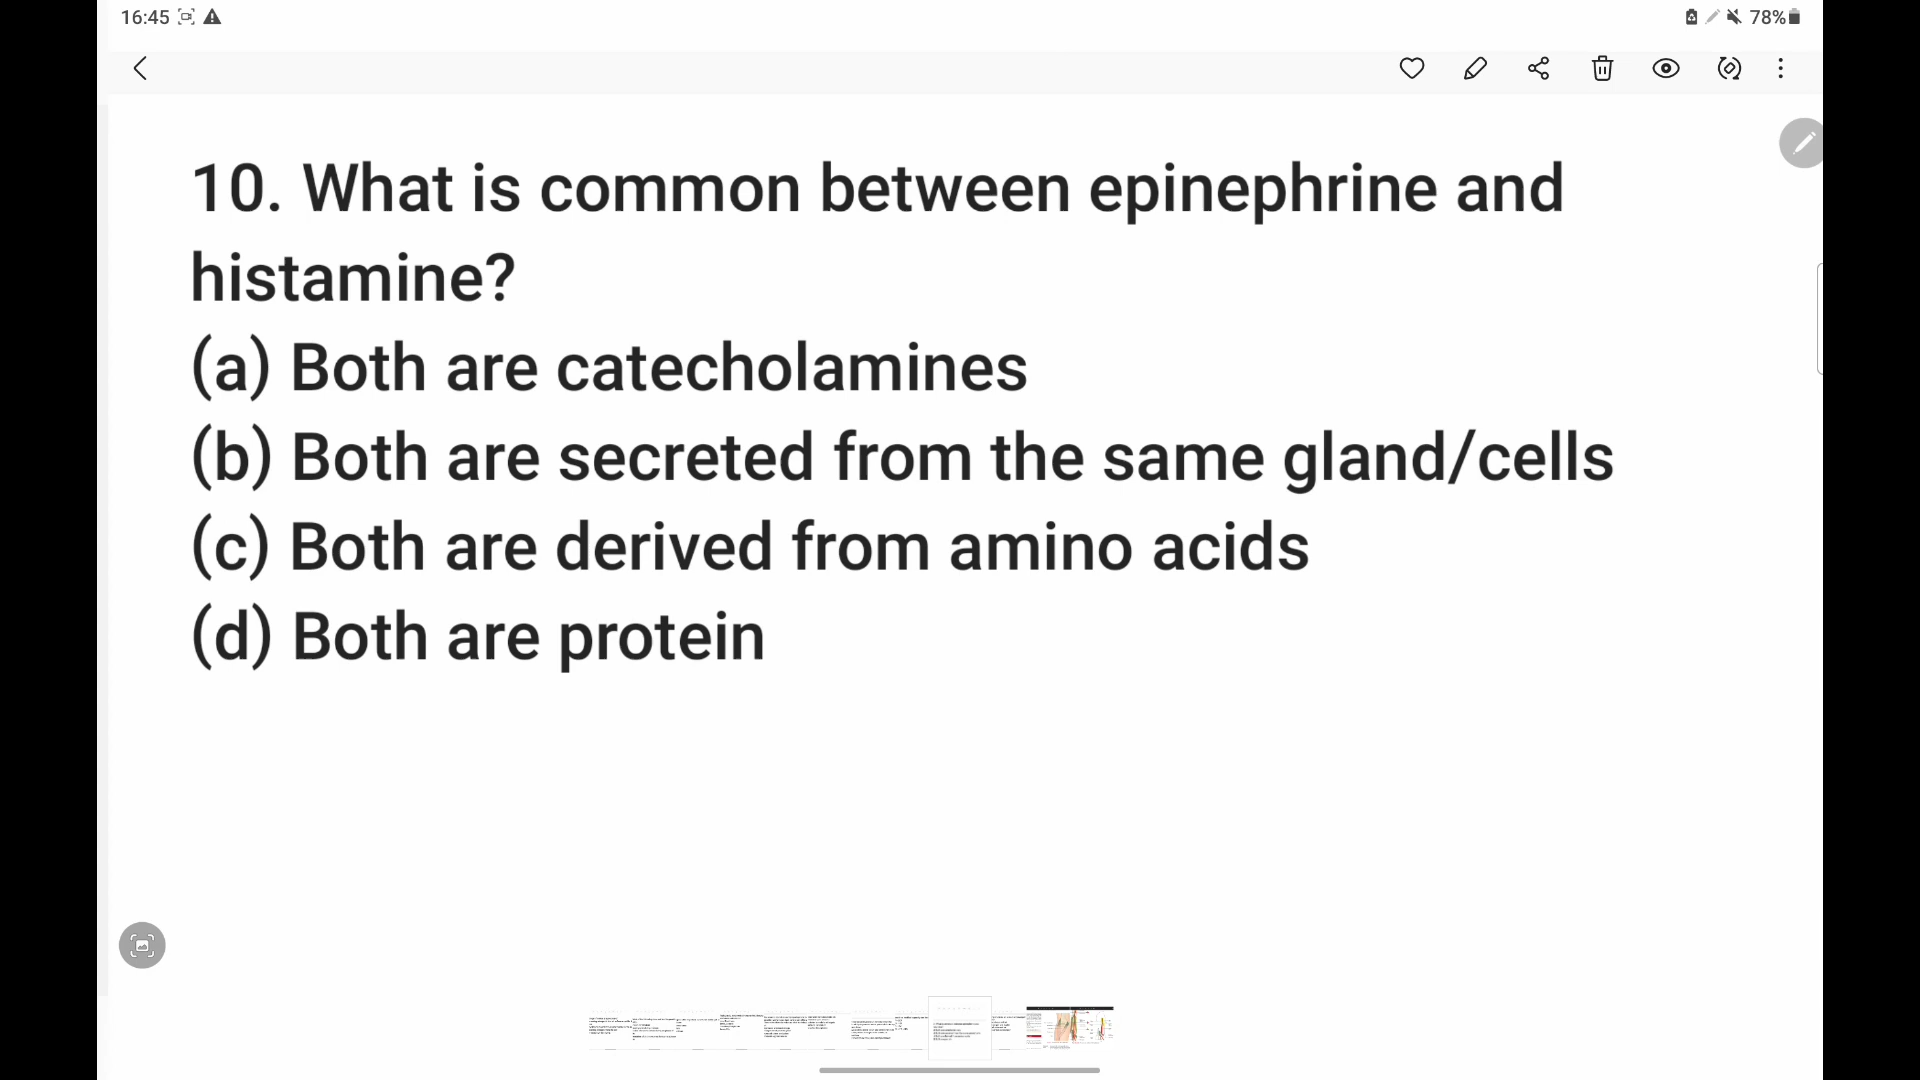 16:45
78%
10. What is common between epinephrine and
histamine?
(a) Both are catecholamines
(b) Both are secreted from the same gland/cells
(c) Both are derived from amino acids
(d) Both are protein